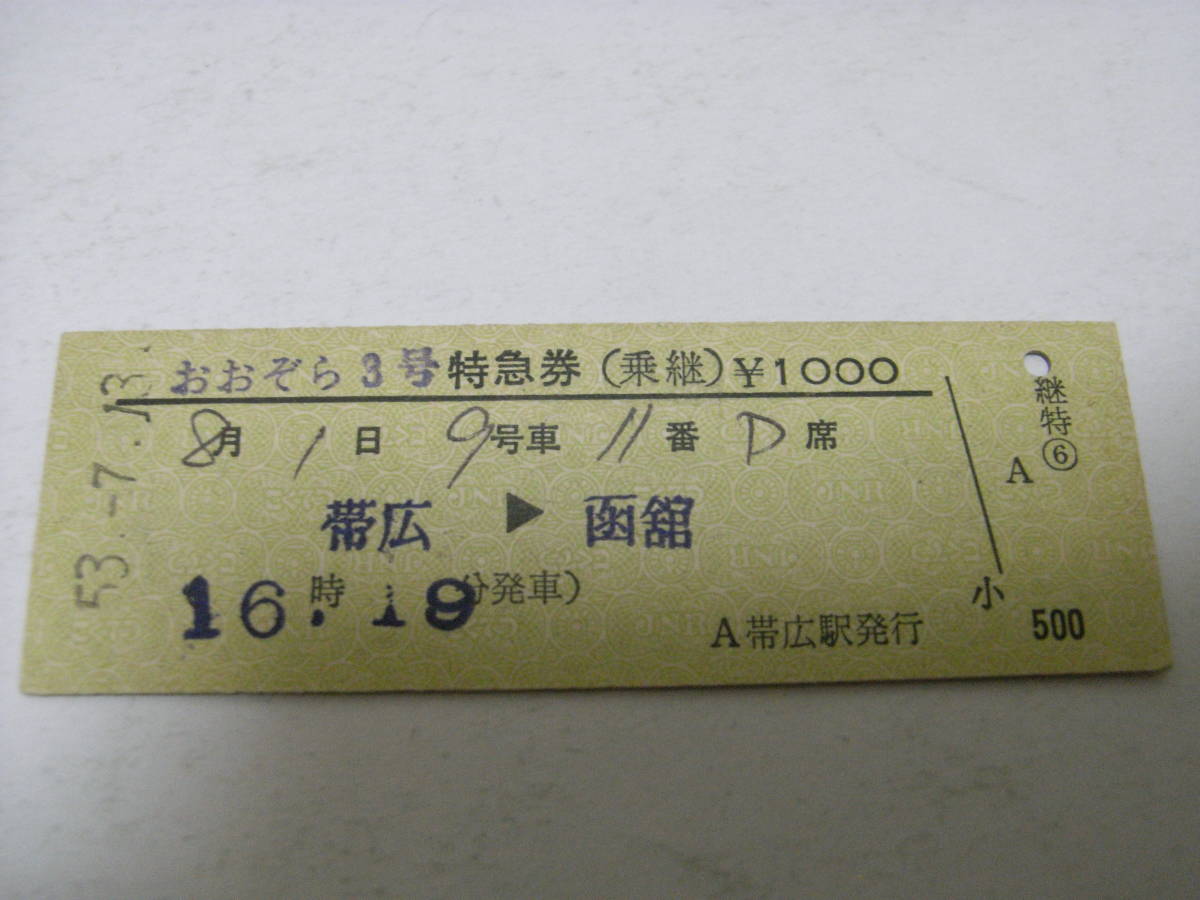 おおぞら3号特急券(乗継)¥1000
8月1日 9号車 11番 D席
帯広 ▶ 函舘
16時19分発車)
A帯広駅発行
53.-7.13.
継特⑥
A
小
500